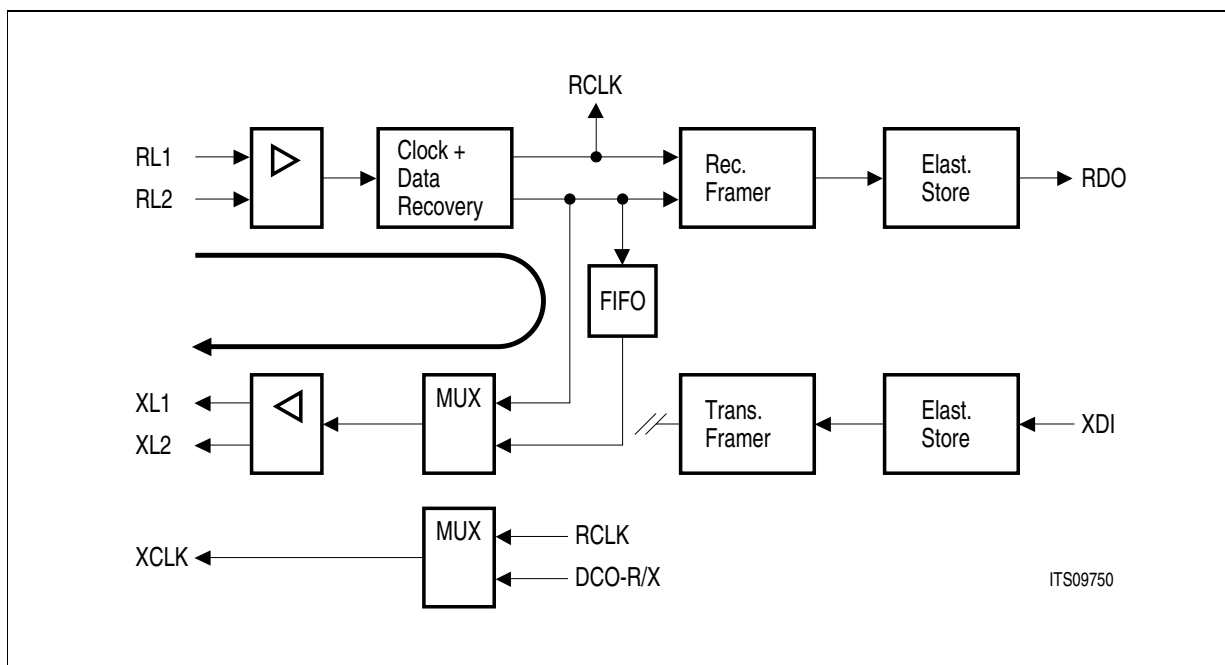 RCLK
RL1
RL2
Clock +
Data
Recovery
Rec.
Framer
Elast.
Store
RDO
FIFO
XL1
XL2
MUX
Trans.
Framer
Elast.
Store
XDI
XCLK
MUX
RCLK
DCO-R/X
ITS09750